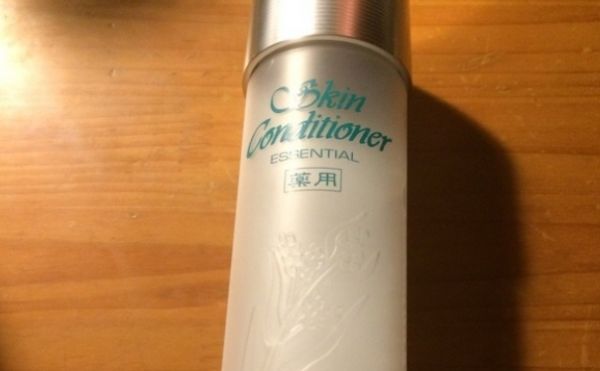 Skin
Conditioner
ESSENTIAL
薬用